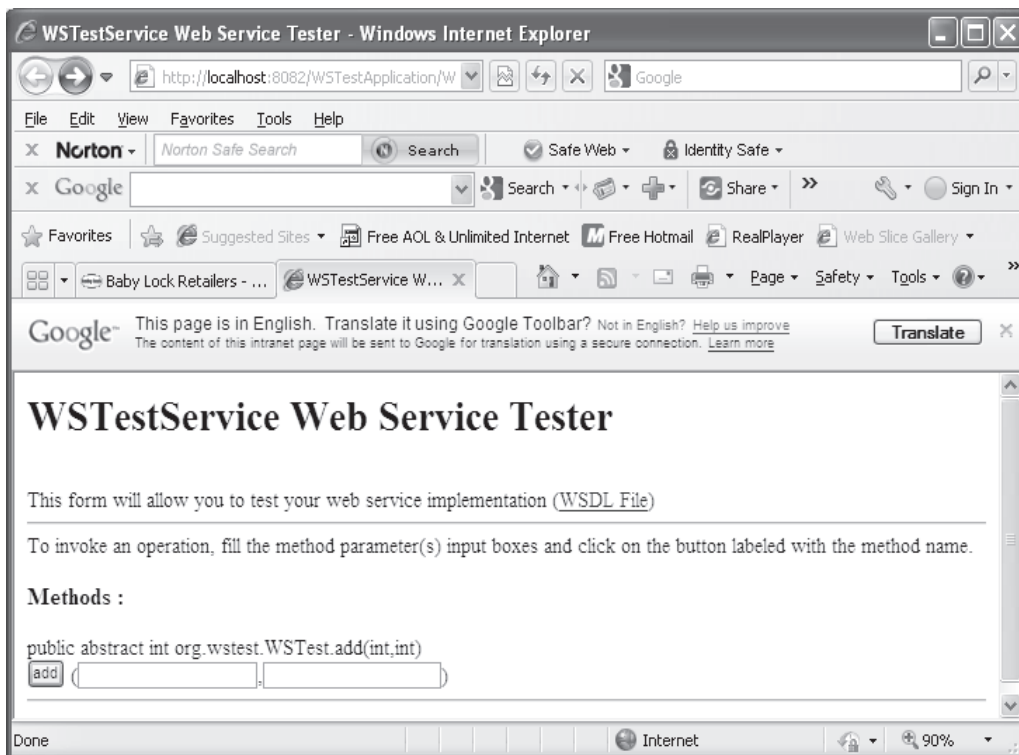 WSTestService Web Service Tester - Windows Internet Explorer
http://localhost:8082/WSTestApplication/W
Google
File Edit View Favorites Tools Help
x Norton Norton Safe Search Search Safe Web Identity Safe
x Google Search Share » Sign In
Favorites Suggested Sites Free AOL & Unlimited Internet Free Hotmail RealPlayer Web Slice Gallery
Baby Lock Retailers - ... WSTestService W... x Page Safety Tools »
Google™ This page is in English. Translate it using Google Toolbar? Not in English? Help us improve
The content of this intranet page will be sent to Google for translation using a secure connection. Learn more
Translate
WSTestService Web Service Tester
This form will allow you to test your web service implementation (WSDL File)
To invoke an operation, fill the method parameter(s) input boxes and click on the button labeled with the method name.
Methods :
public abstract int org.wstest.WSTest.add(int,int)
add ( , )
Done Internet 90%